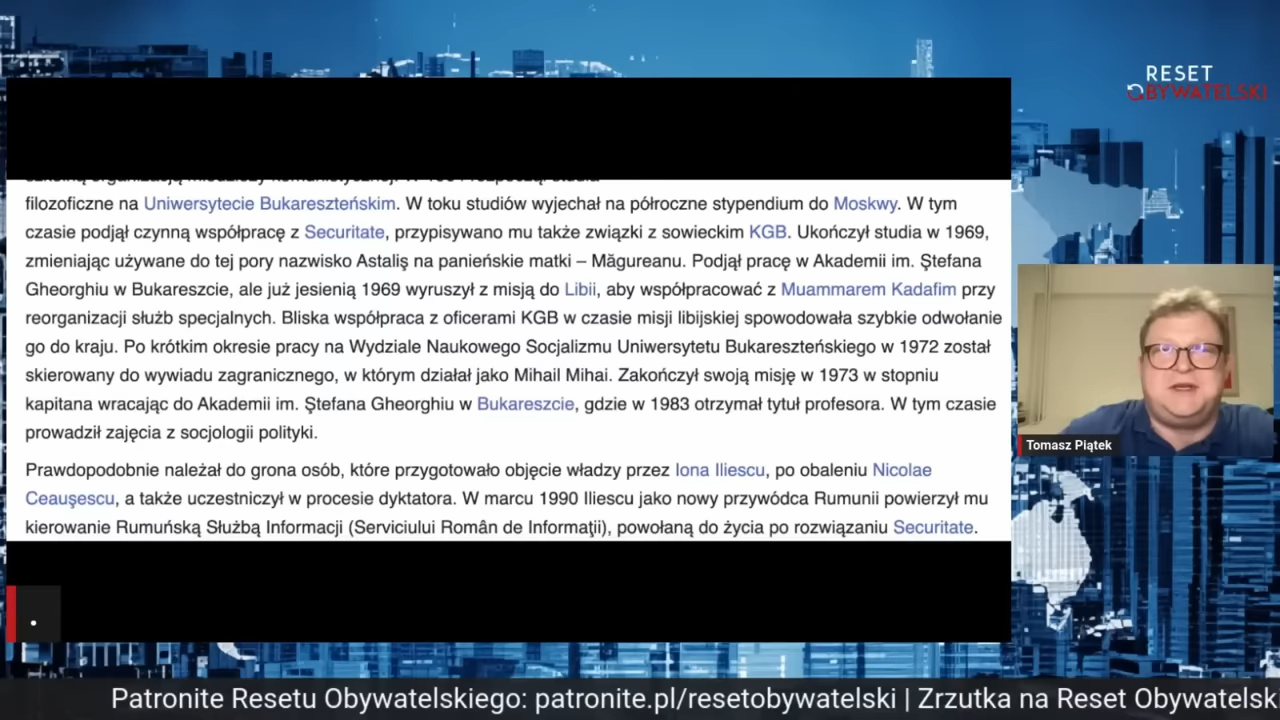 RESET
OBYWATELSKI
filozoficzne na Uniwersytecie Bukareszteńskim. W toku studiów wyjechał na półroczne stypendium do Moskwy. W tym
czasie podjął czynną współpracę z Securitate, przypisywano mu także związki z sowieckim KGB. Ukończył studia w 1969,
zmieniając używane do tej pory nazwisko Astaliş na panieńskie matki – Măgureanu. Podjął pracę w Akademii im. Ştefana
Gheorghiu w Bukareszcie, ale już jesienią 1969 wyruszył z misją do Libii, aby współpracować z Muammarem Kadafim przy
reorganizacji służb specjalnych. Bliska współpraca z oficerami KGB w czasie misji libijskiej spowodowała szybkie odwołanie
go do kraju. Po krótkim okresie pracy na Wydziale Naukowego Socjalizmu Uniwersytetu Bukareszteńskiego w 1972 został
skierowany do wywiadu zagranicznego, w którym działał jako Mihail Mihai. Zakończył swoją misję w 1973 w stopniu
kapitana wracając do Akademii im. Ştefana Gheorghiu w Bukareszcie, gdzie w 1983 otrzymał tytuł profesora. W tym czasie
prowadził zajęcia z socjologii polityki.
Prawdopodobnie należał do grona osób, które przygotowało objęcie władzy przez Iona Iliescu, po obaleniu Nicolae
Ceauşescu, a także uczestniczył w procesie dyktatora. W marcu 1990 Iliescu jako nowy przywódca Rumunii powierzył mu
kierowanie Rumuńską Służbą Informacji (Serviciului Român de Informaţii), powołaną do życia po rozwiązaniu Securitate.
Tomasz Piątek
.
Patronite Resetu Obywatelskiego: patronite.pl/resetobywatelski | Zrzutka na Reset Obywatelsk